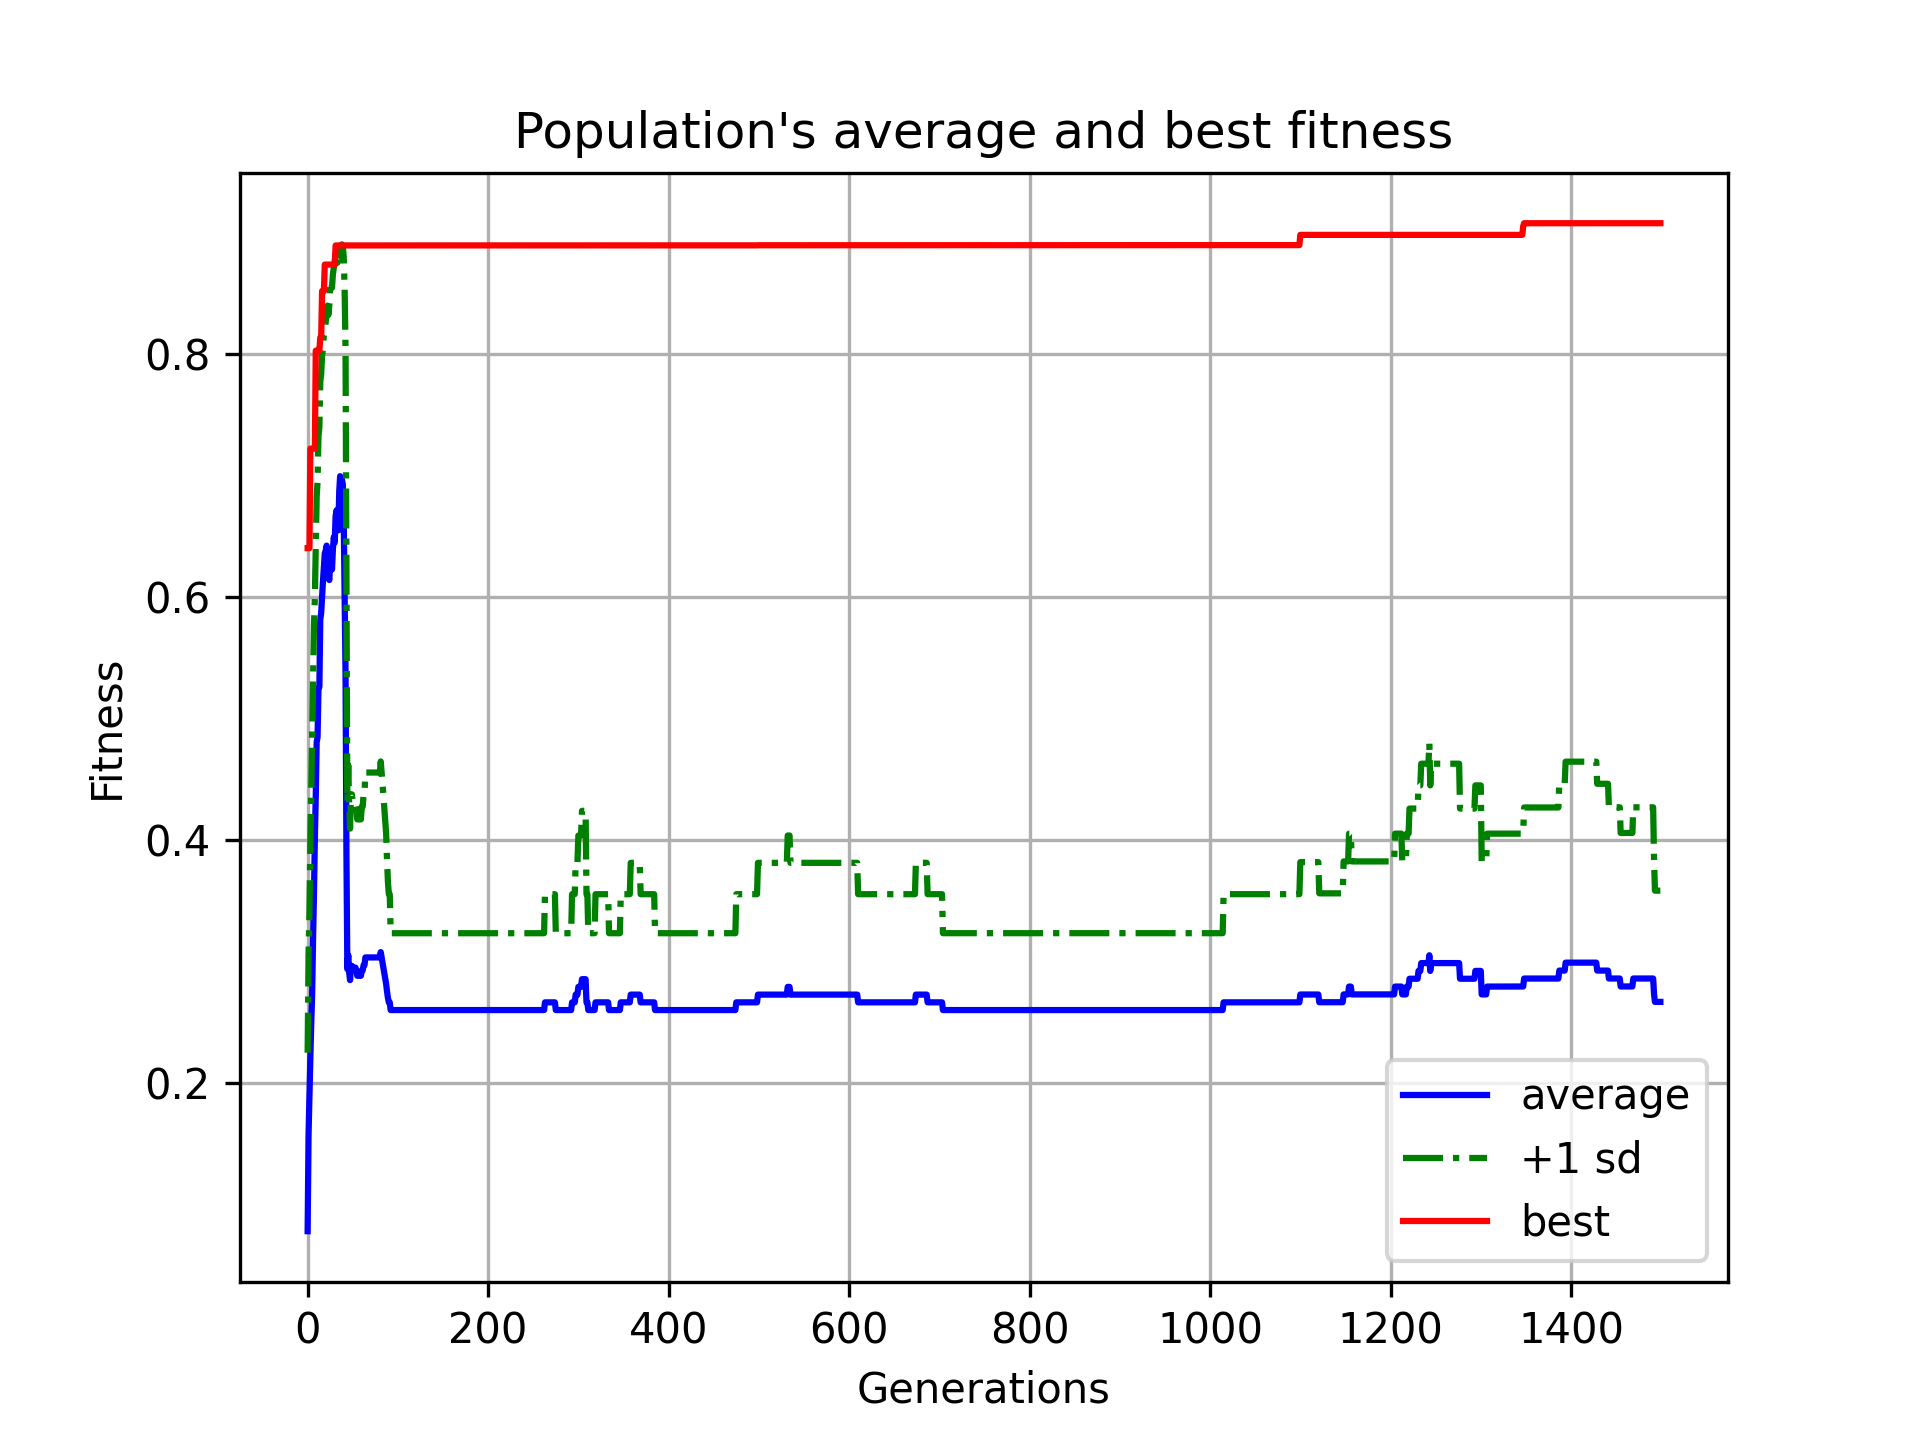 Population's average and best fitness
Fitness
0.8
0.6
0.4
0.2
0 200 400 600 800 1000 1200 1400
Generations
average
+1 sd
best